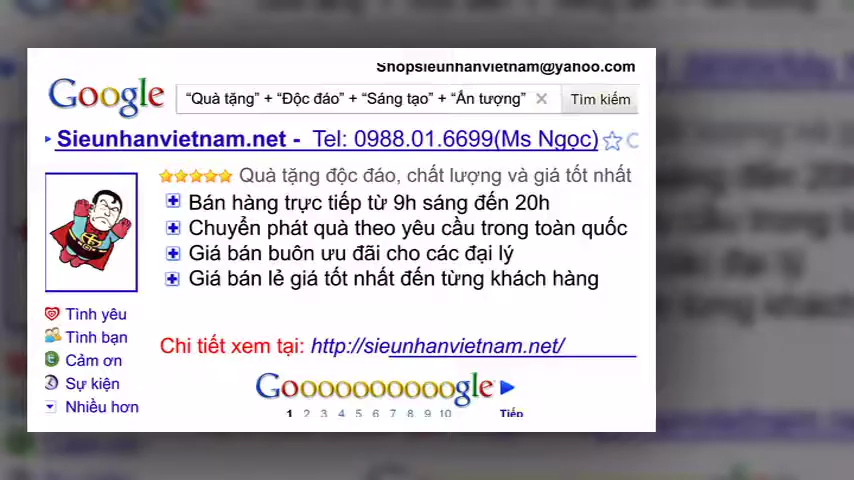 Shopsieunhanvietnam@yahoo.com
Google "Quà tặng" + "Độc đáo" + "Sáng tạo" + "Ấn tượng" Tìm kiếm
Sieunhanvietnam.net - Tel: 0988.01.6699(Ms Ngọc)
Quà tặng độc đáo, chất lượng và giá tốt nhất
Bán hàng trực tiếp từ 9h sáng đến 20h
Chuyển phát quà theo yêu cầu trong toàn quốc
Giá bán buôn ưu đãi cho các đại lý
Giá bán lẻ giá tốt nhất đến từng khách hàng
Tình yêu
Tình bạn
Cảm ơn
Sự kiện
Nhiều hơn
Chi tiết xem tại: http://sieunhanvietnam.net/
Goooooooooogle
1 2 3 4 5 6 7 8 9 10 Tiếp